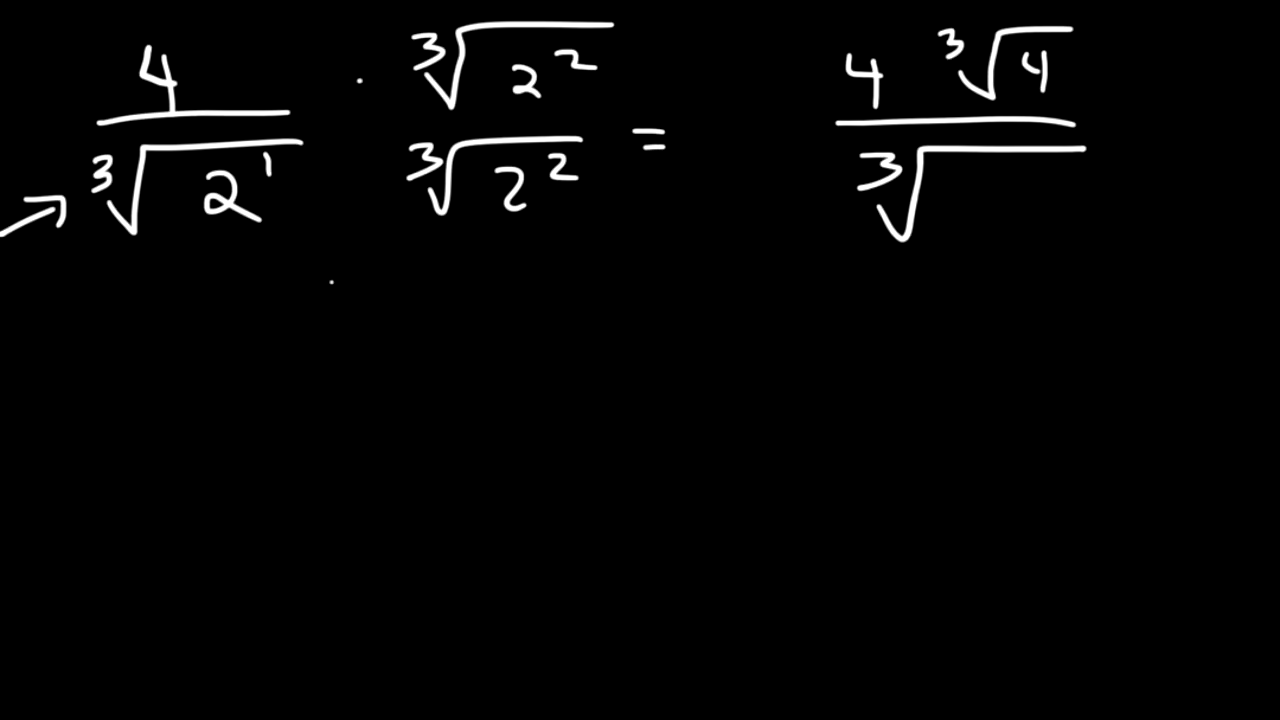 4 · ∛2² 4 ∛4
∛2¹ ∛2² = ∛